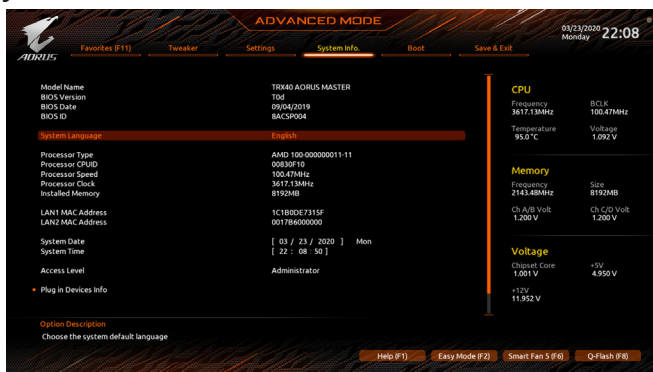 ADVANCED MODE
03/23/2020 Monday 22:08
AORUS
Favorites (F11) Tweaker Settings System Info. Boot Save & Exit
Model Name TRX40 AORUS MASTER
BIOS Version T0d
BIOS Date 09/04/2019
BIOS ID 8ACSP004
System Language English
Processor Type AMD 100-000000011-11
Processor CPUID 00830F10
Processor Speed 100.47MHz
Processor Clock 3617.13MHz
Installed Memory 8192MB
LAN1 MAC Address 1C1B0DE7315F
LAN2 MAC Address 0017B6000000
System Date [ 03 / 23 / 2020 ] Mon
System Time [ 22 : 08 : 50 ]
Access Level Administrator
Plug in Devices Info
CPU
Frequency BCLK
3617.13MHz 100.47MHz
Temperature Voltage
95.0 °C 1.092 V
Memory
Frequency Size
2143.48MHz 8192MB
Ch A/B Volt Ch C/D Volt
1.200 V 1.200 V
Voltage
Chipset Core +5V
1.001 V 4.950 V
+12V
11.952 V
Option Description
Choose the system default language
Help (F1) Easy Mode (F2) Smart Fan 5 (F6) Q-Flash (F8)